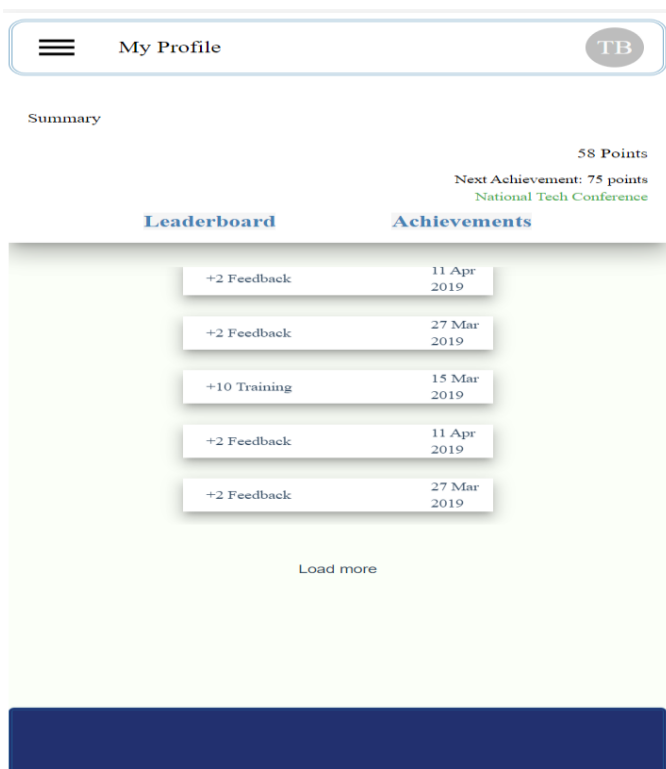 My Profile
TB
Summary
58 Points
Next Achievement: 75 points
National Tech Conference
Leaderboard
Achievements
+2 Feedback
11 Apr
2019
+2 Feedback
27 Mar
2019
+10 Training
15 Mar
2019
+2 Feedback
11 Apr
2019
+2 Feedback
27 Mar
2019
Load more